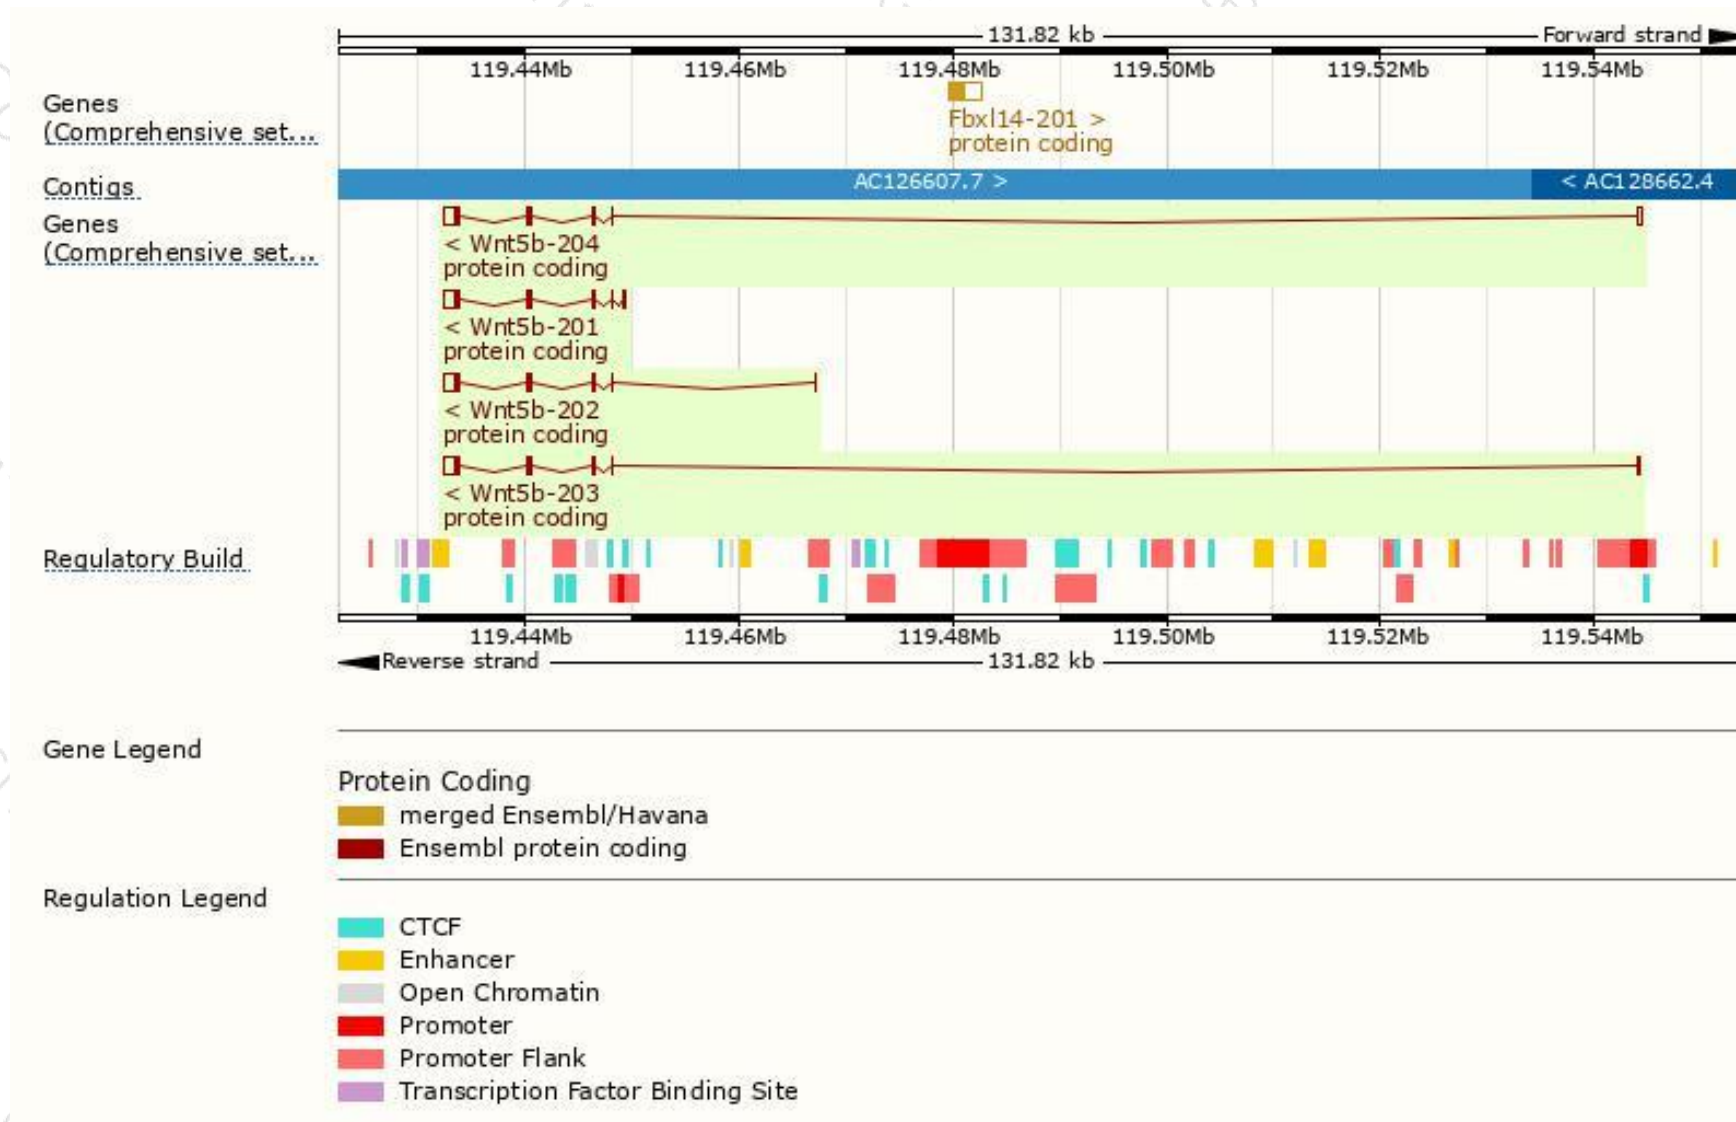 131.82 kb
Forward strand
119.44Mb 119.46Mb 119.48Mb 119.50Mb 119.52Mb 119.54Mb
Genes
(Comprehensive set...
Fbxl14-201 >
protein coding
Contigs
AC126607.7 >
< AC128662.4
Genes
(Comprehensive set...
< Wnt5b-204
protein coding
< Wnt5b-201
protein coding
< Wnt5b-202
protein coding
< Wnt5b-203
protein coding
Regulatory Build
119.44Mb 119.46Mb 119.48Mb 119.50Mb 119.52Mb 119.54Mb
Reverse strand
131.82 kb
Gene Legend
Protein Coding
merged Ensembl/Havana
Ensembl protein coding
Regulation Legend
CTCF
Enhancer
Open Chromatin
Promoter
Promoter Flank
Transcription Factor Binding Site